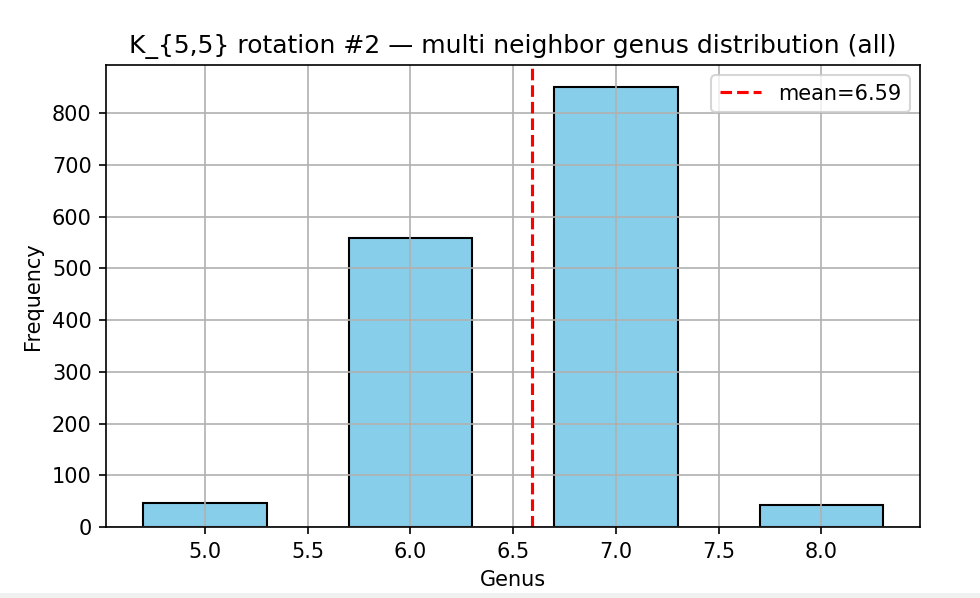 K_{5,5} rotation #2 — multi neighbor genus distribution (all)
mean=6.59
Frequency
800
700
600
500
400
300
200
100
0
5.0 5.5 6.0 6.5 7.0 7.5 8.0
Genus